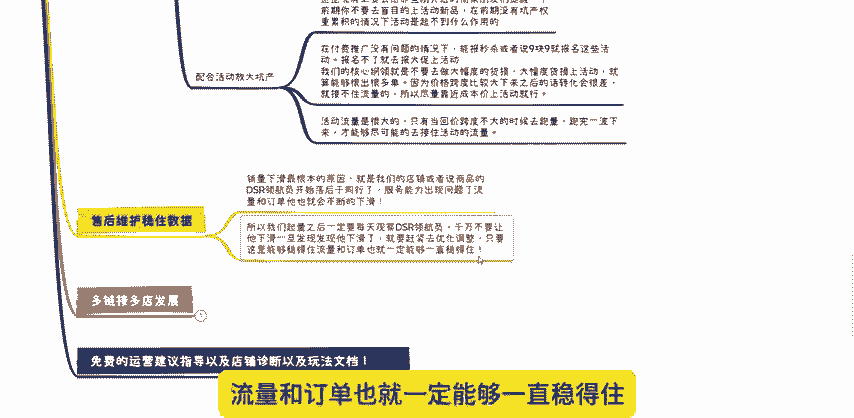 前期你不要去盲目的上活动新品，在前期没有坑产权
重累积的情况下活动是起不到什么作用的
配合活动放大坑产
在付费推广没有问题的情况下，能报秒杀或者说9块9就报名这些活
动。报名不了就去报大促上活动
我们的核心纲领就是不要去做大幅度的货损，大幅度货损上活动，就
算能够爆出很多单。因为价格跨度比较大下来之后的话转化会很差，
就接不住流量的，所以尽量靠近成本价上活动就行。
活动流量是很大的，只有当回价跨度不大的时候去跑量，跑完一波下
来，才能够尽可能的去接住活动的流量。
售后维护稳住数据
销量下滑最根本的原因，就是我们的店铺或者说商品的
DSR领航员开始落后于同行了，服务能力出现问题了流
量和订单他也就会不断的下滑！
所以我们起量之后一定要每天观察DSR领航员，千万不要让
他下滑一旦发现发现他下滑了，就要赶紧去优化调整，只要
这里能够稳得住流量和订单也就一定能够一直稳得住！
多链接多店发展
免费的运营建议指导以及店铺诊断以及玩法文档！
流量和订单也就一定能够一直稳得住